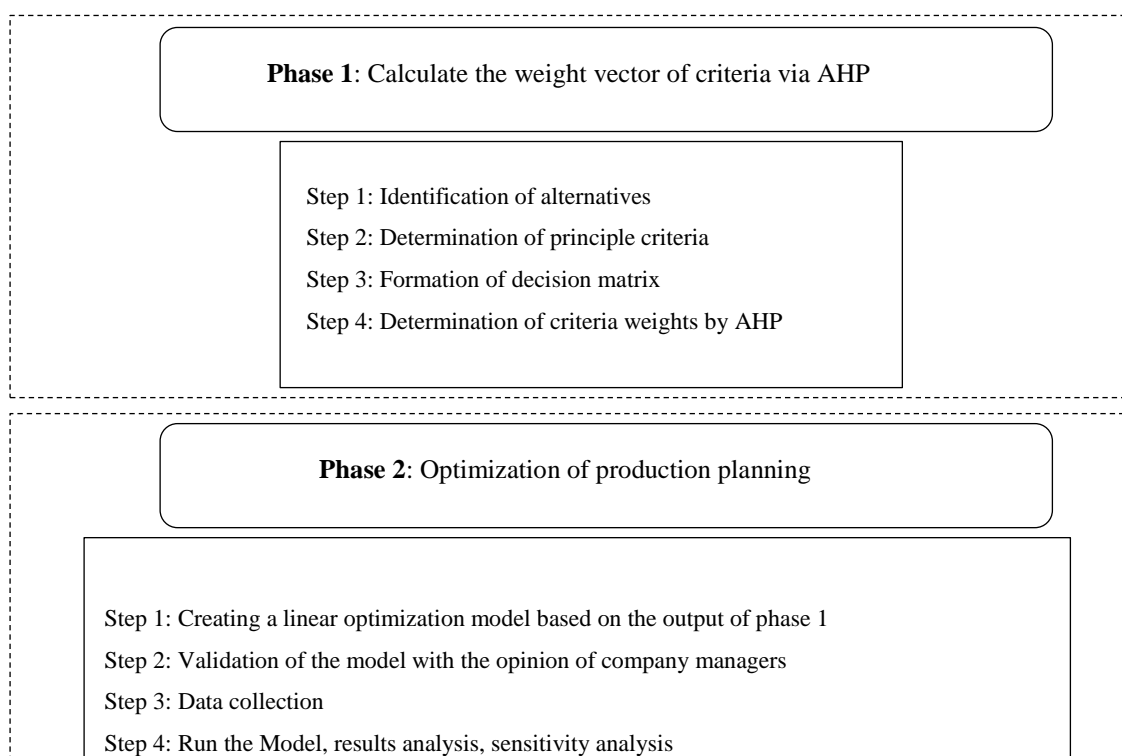 Phase 1: Calculate the weight vector of criteria via AHP
Step 1: Identification of alternatives
Step 2: Determination of principle criteria
Step 3: Formation of decision matrix
Step 4: Determination of criteria weights by AHP
Phase 2: Optimization of production planning
Step 1: Creating a linear optimization model based on the output of phase 1
Step 2: Validation of the model with the opinion of company managers
Step 3: Data collection
Step 4: Run the Model, results analysis, sensitivity analysis